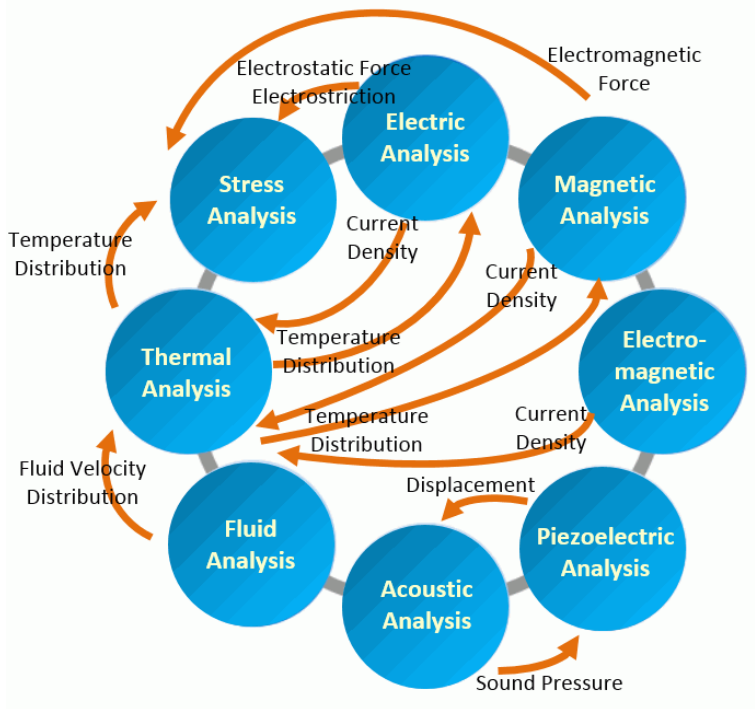 Electromagnetic
Force
Electrostatic Force
Electrostriction
Electric
Analysis
Stress
Analysis
Magnetic
Analysis
Temperature
Distribution
Current
Density
Current
Density
Temperature
Distribution
Thermal
Analysis
Electro-
magnetic
Analysis
Temperature
Distribution
Current
Density
Fluid Velocity
Distribution
Displacement
Fluid
Analysis
Piezoelectric
Analysis
Acoustic
Analysis
Sound Pressure